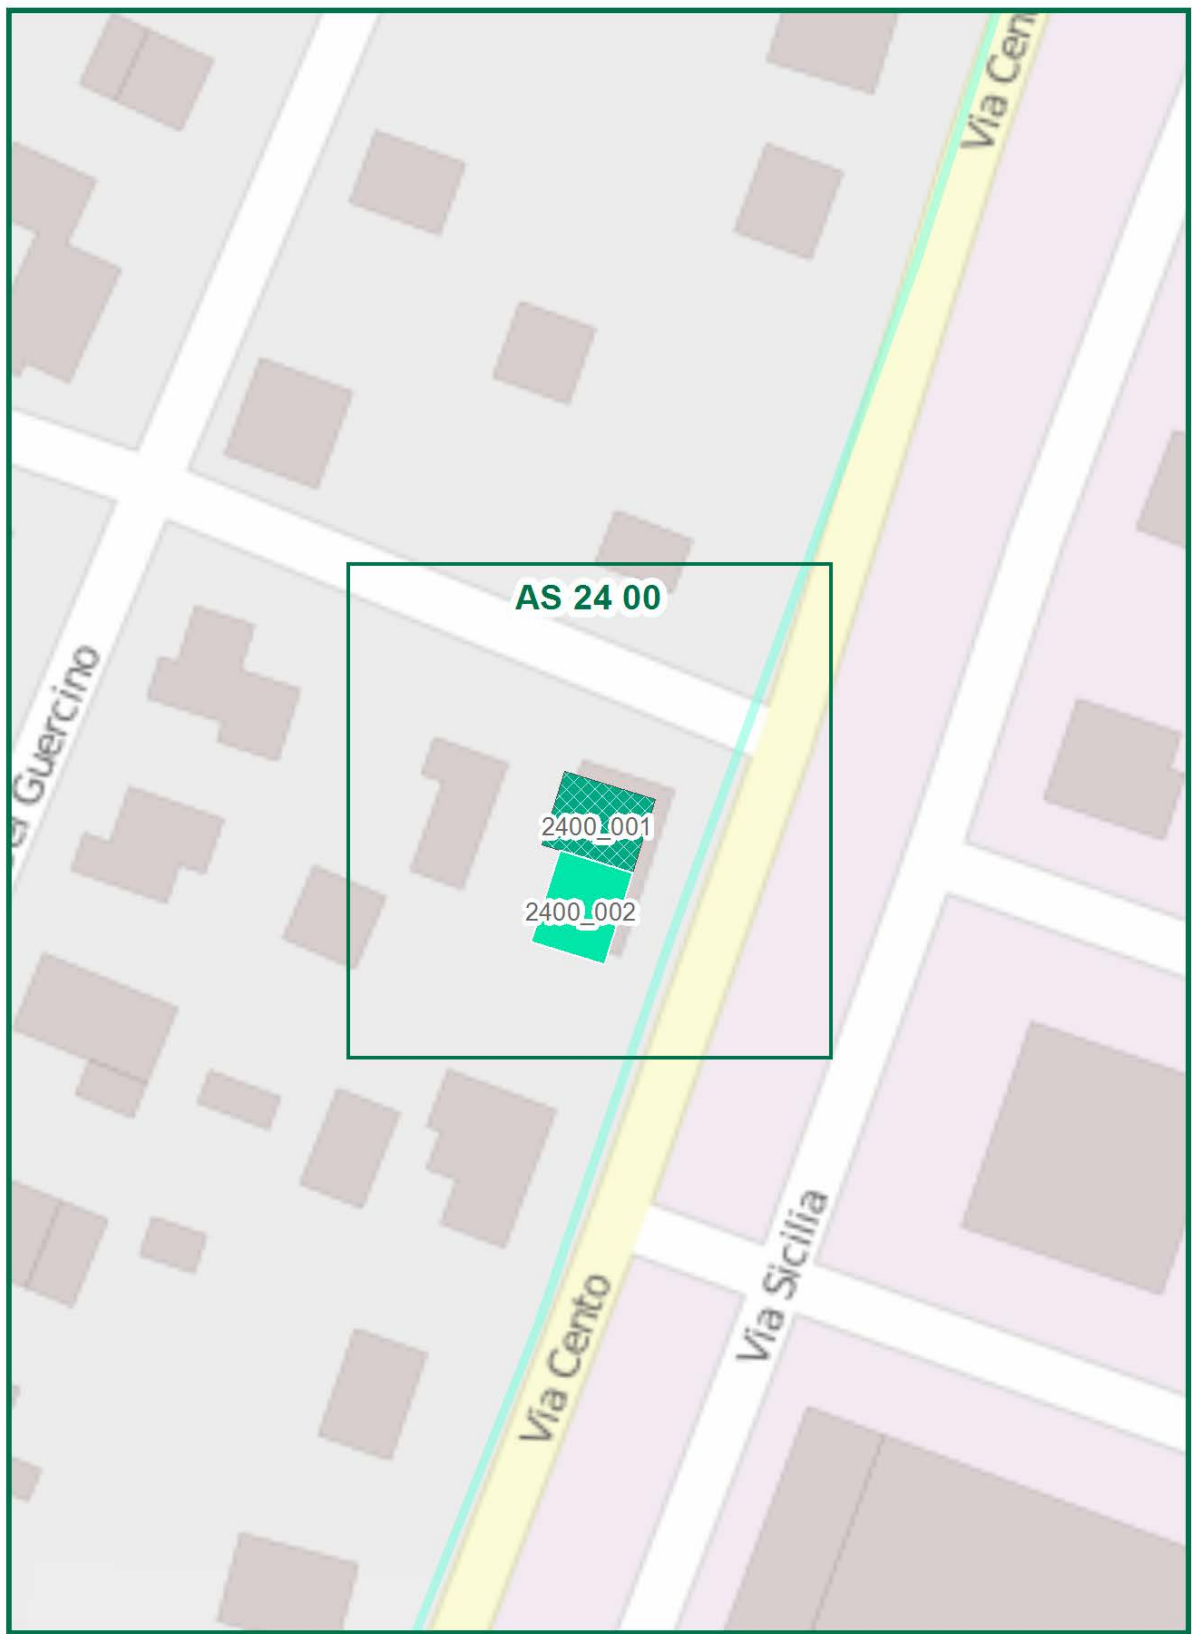 Via Cen
AS 24 00
Guercino
2400_001
2400_002
Via Sicilia
Via Cento